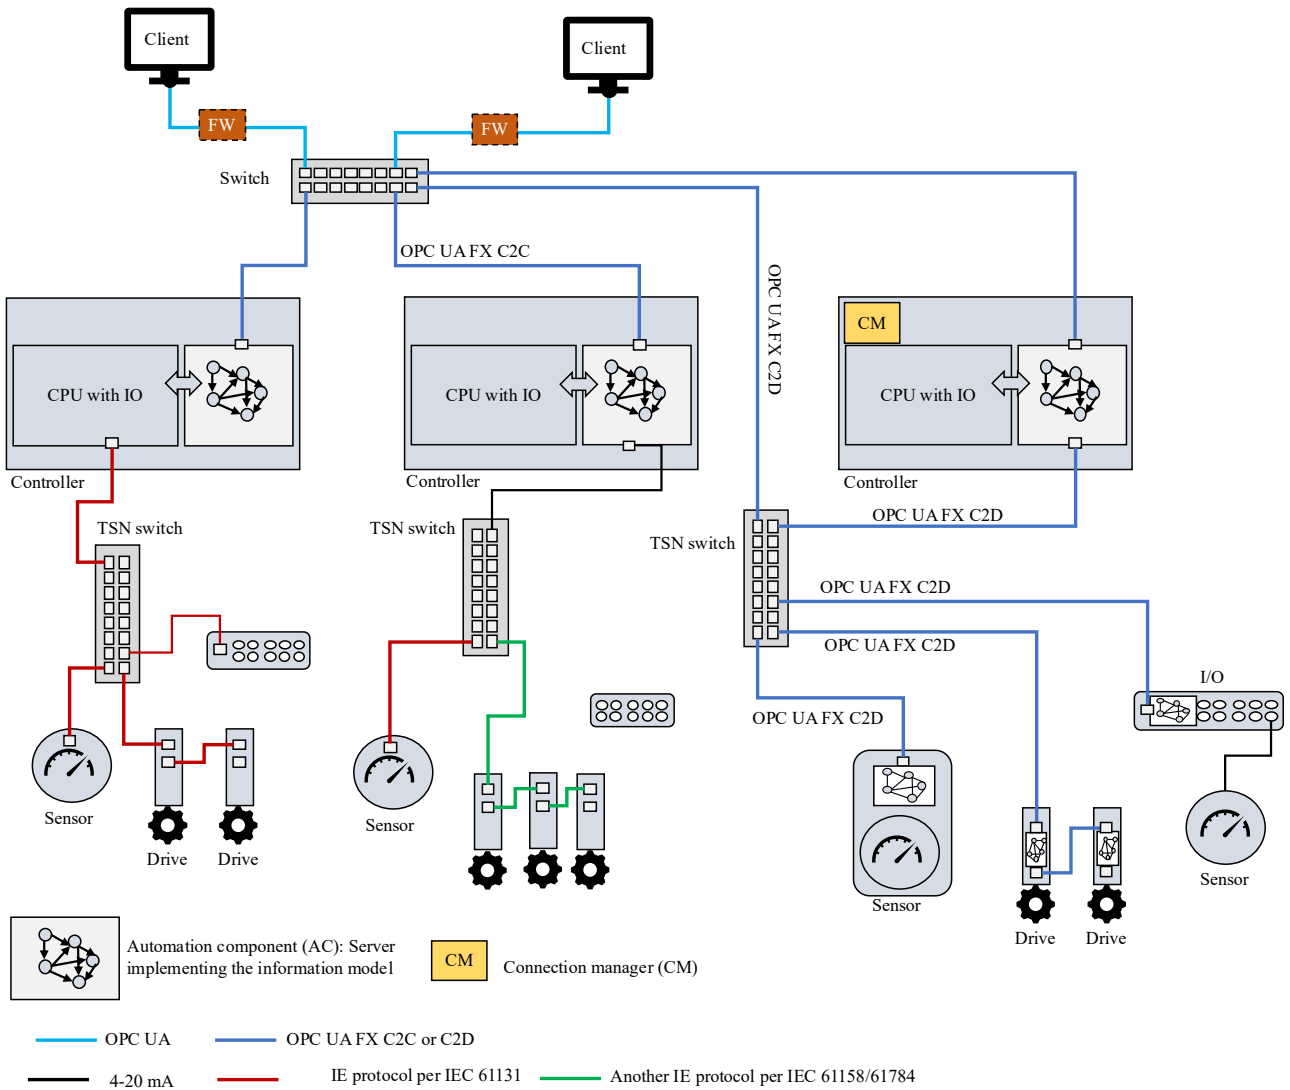 Client
Client
FW
FW
Switch
OPC UA FX C2C
OPC UA FX C2D
CM
CPU with IO
CPU with IO
CPU with IO
Controller
Controller
Controller
TSN switch
TSN switch
TSN switch
OPC UA FX C2D
OPC UA FX C2D
OPC UA FX C2D
OPC UA FX C2D
I/O
Sensor
Drive
Drive
Sensor
Sensor
Drive
Drive
Sensor
Automation component (AC): Server
implementing the information model
CM
Connection manager (CM)
OPC UA
OPC UA FX C2C or C2D
4-20 mA
IE protocol per IEC 61131
Another IE protocol per IEC 61158/61784